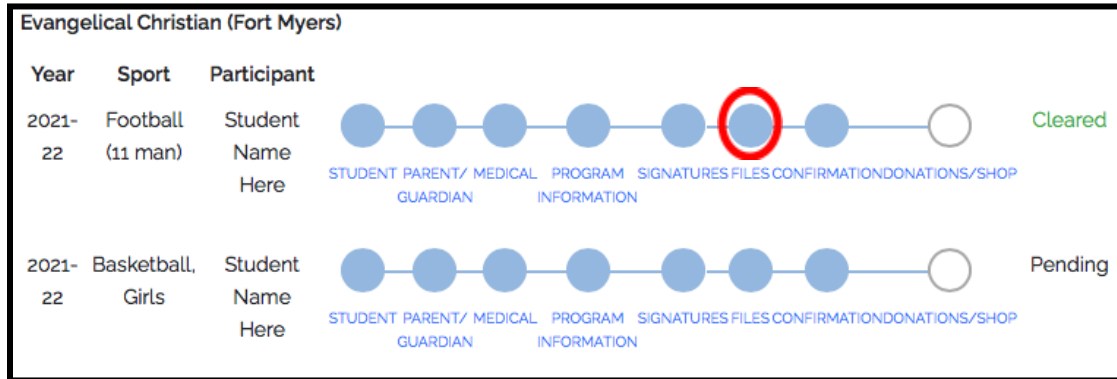 Evangelical Christian (Fort Myers)
Year Sport Participant
2021- Football Student Cleared
22 (11 man) Name
Here
STUDENT PARENT/ MEDICAL PROGRAM SIGNATURES FILES CONFIRMATION DONATIONS/SHOP
GUARDIAN INFORMATION
2021- Basketball, Student Pending
22 Girls Name
Here
STUDENT PARENT/ MEDICAL PROGRAM SIGNATURES FILES CONFIRMATION DONATIONS/SHOP
GUARDIAN INFORMATION